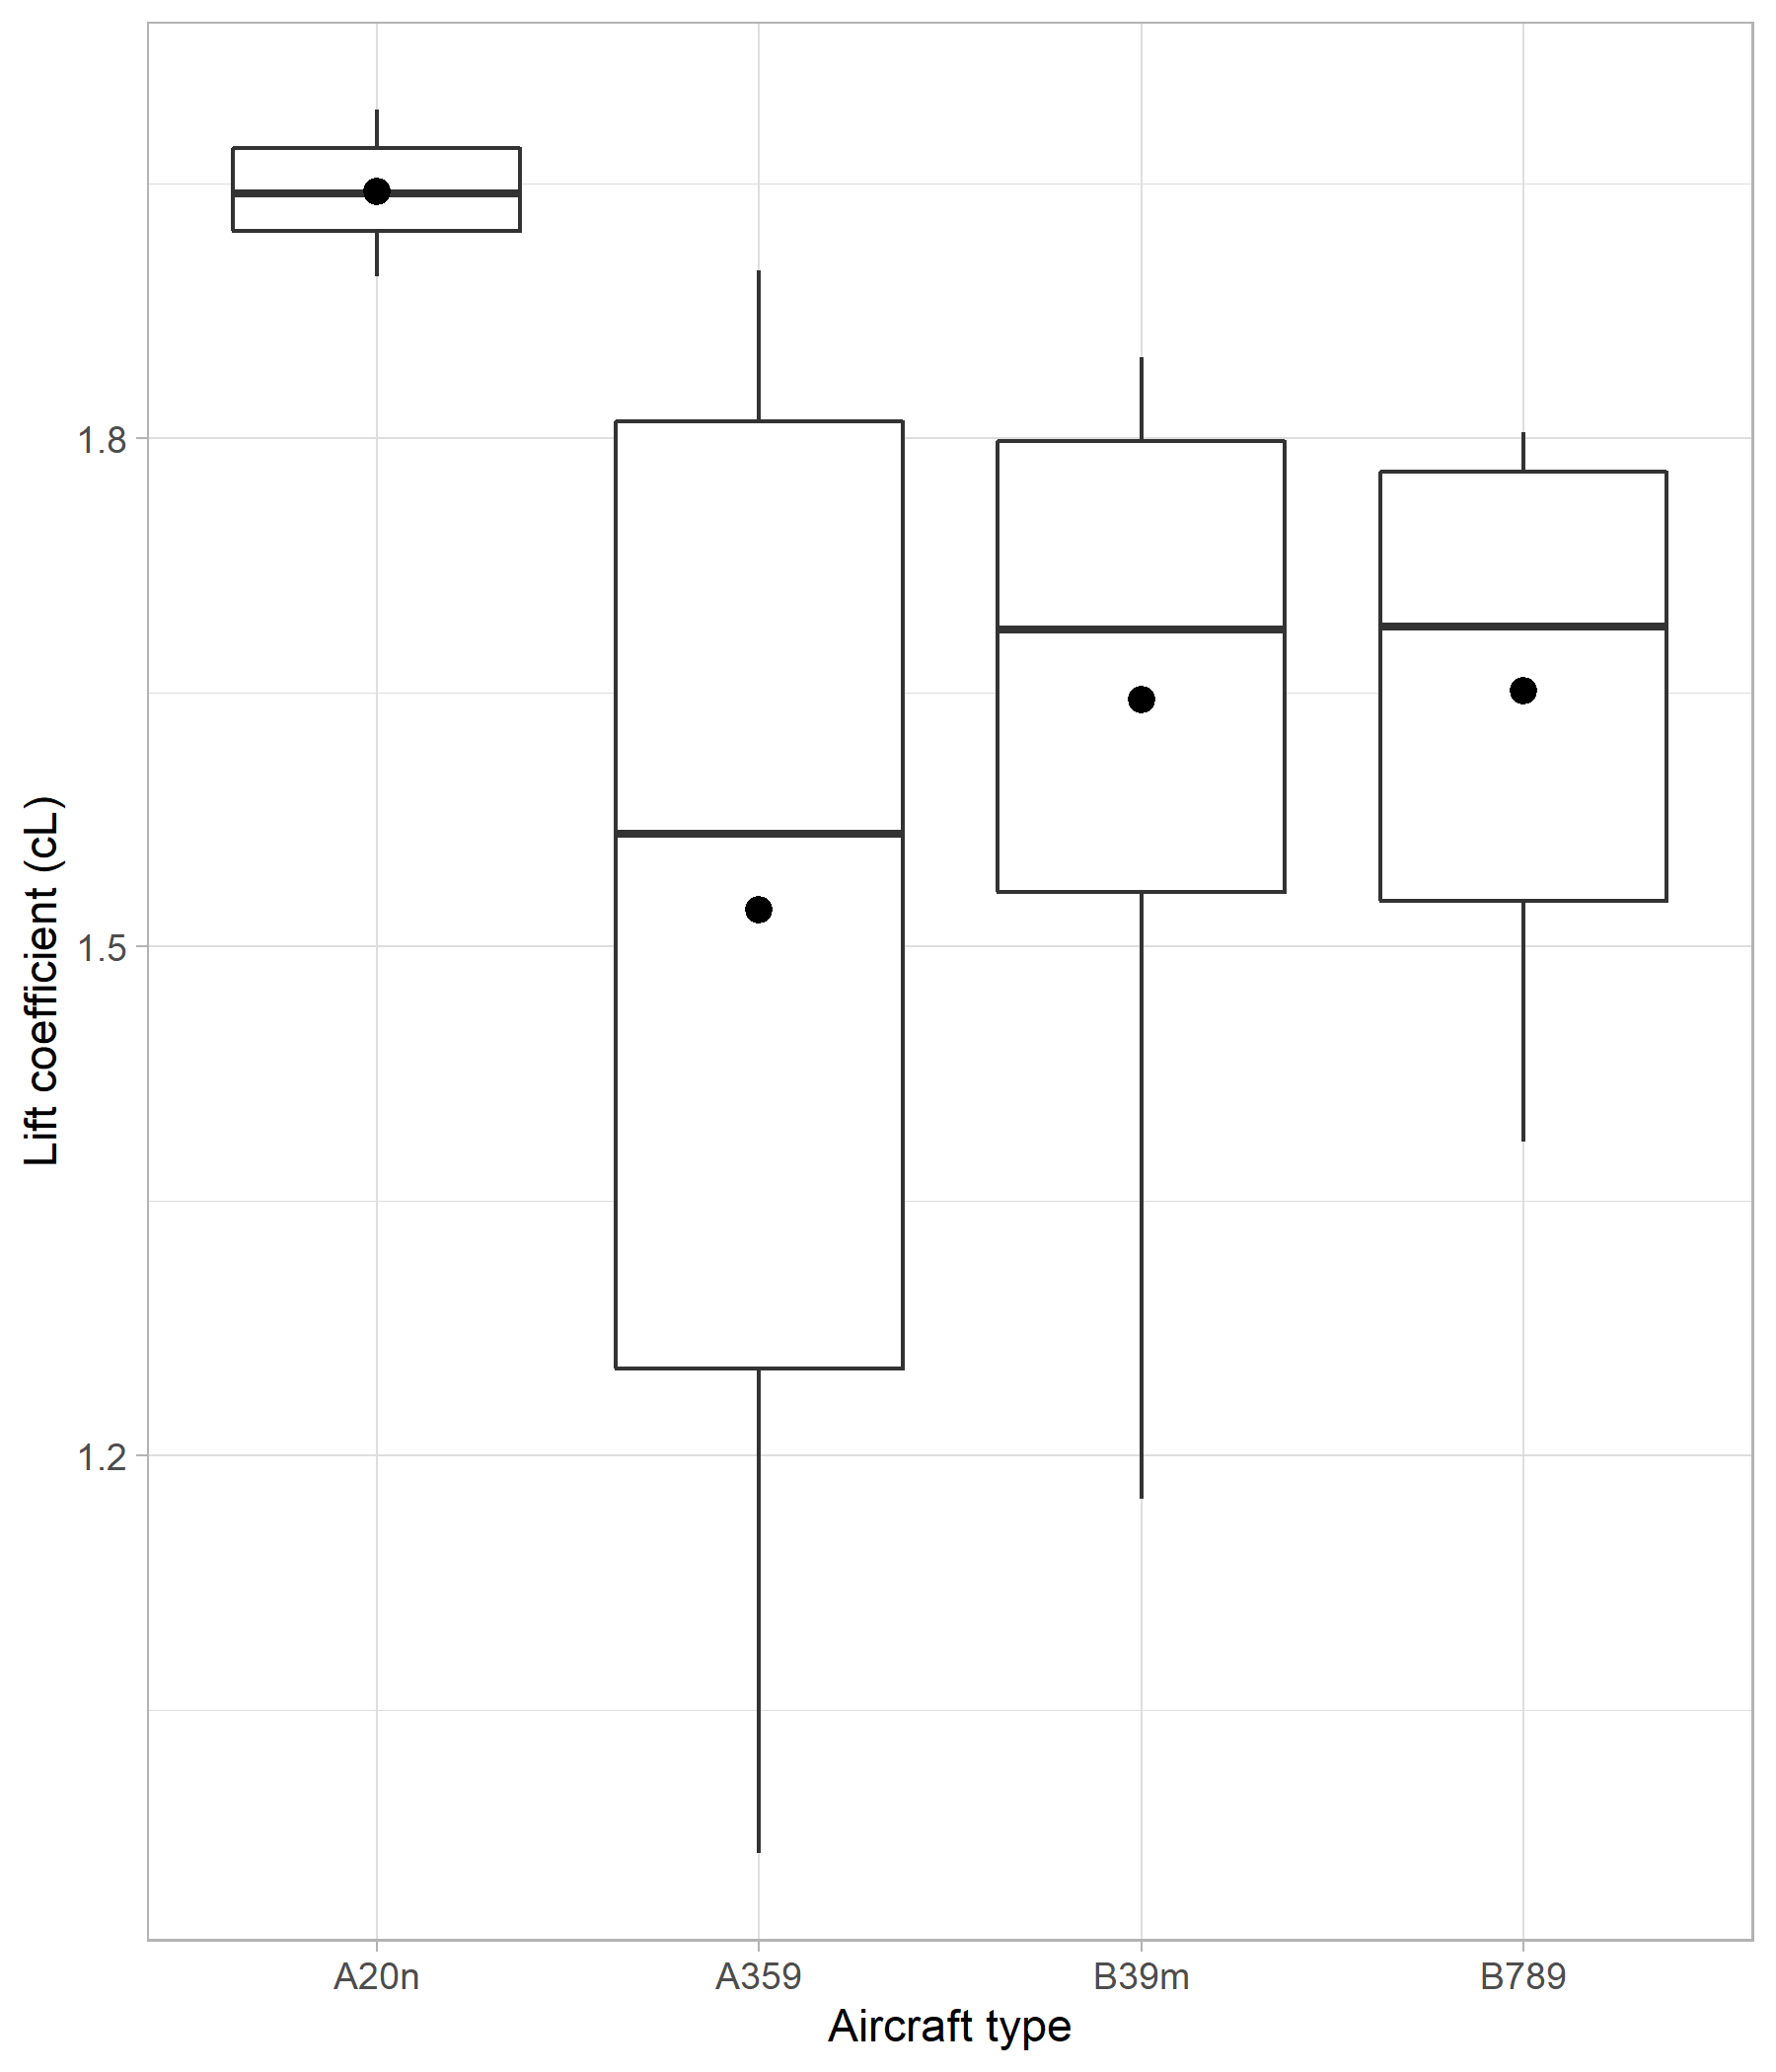 Lift coefficient (cL)
1.8
1.5
1.2
A20n A359 B39m B789
Aircraft type